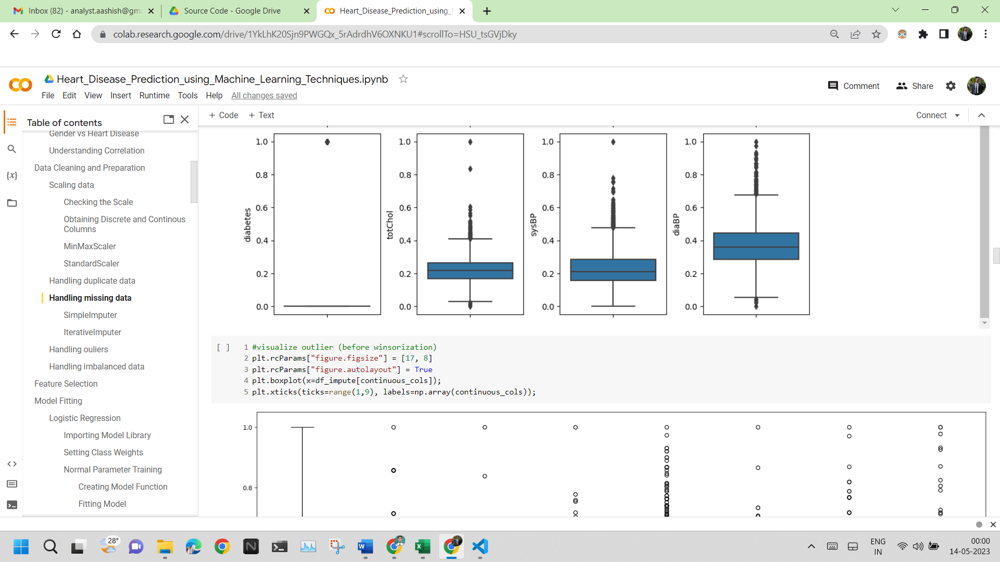 Inbox (82) - analyst.aashish@gma
Source Code - Google Drive
Heart_Disease_Prediction_using_M
colab.research.google.com/drive/1YkLhK20Sjn9PWGQx_5rAdrdhV6OXNKU1#scrollTo=HSU_tsGVjDky
Heart_Disease_Prediction_using_Machine_Learning_Techniques.ipynb
File Edit View Insert Runtime Tools Help All changes saved
Comment
Share
+ Code + Text
Connect
Table of contents
Gender vs Heart Disease
Understanding Correlation
Data Cleaning and Preparation
Scaling data
Checking the Scale
Obtaining Discrete and Continous
Columns
MinMaxScaler
StandardScaler
Handling duplicate data
Handling missing data
SimpleImputer
IterativeImputer
Handling ouliers
Handling imbalanced data
Feature Selection
Model Fitting
Logistic Regression
Importing Model Library
Setting Class Weights
Normal Parameter Training
Creating Model Function
Fitting Model
{x}
diabetes
1.0
0.8
0.6
0.4
0.2
0.0
totChol
1.0
0.8
0.6
0.4
0.2
0.0
sysBP
1.0
0.8
0.6
0.4
0.2
0.0
diaBP
1.0
0.8
0.6
0.4
0.2
0.0
[ ]
1 #visualize outlier (before winsorization)
2 plt.rcParams["figure.figsize"] = [17, 8]
3 plt.rcParams["figure.autolayout"] = True
4 plt.boxplot(x=df_impute[continuous_cols]);
5 plt.xticks(ticks=range(1,9), labels=np.array(continuous_cols));
1.0
0.8
28°
ENG
IN
00:00
14-05-2023